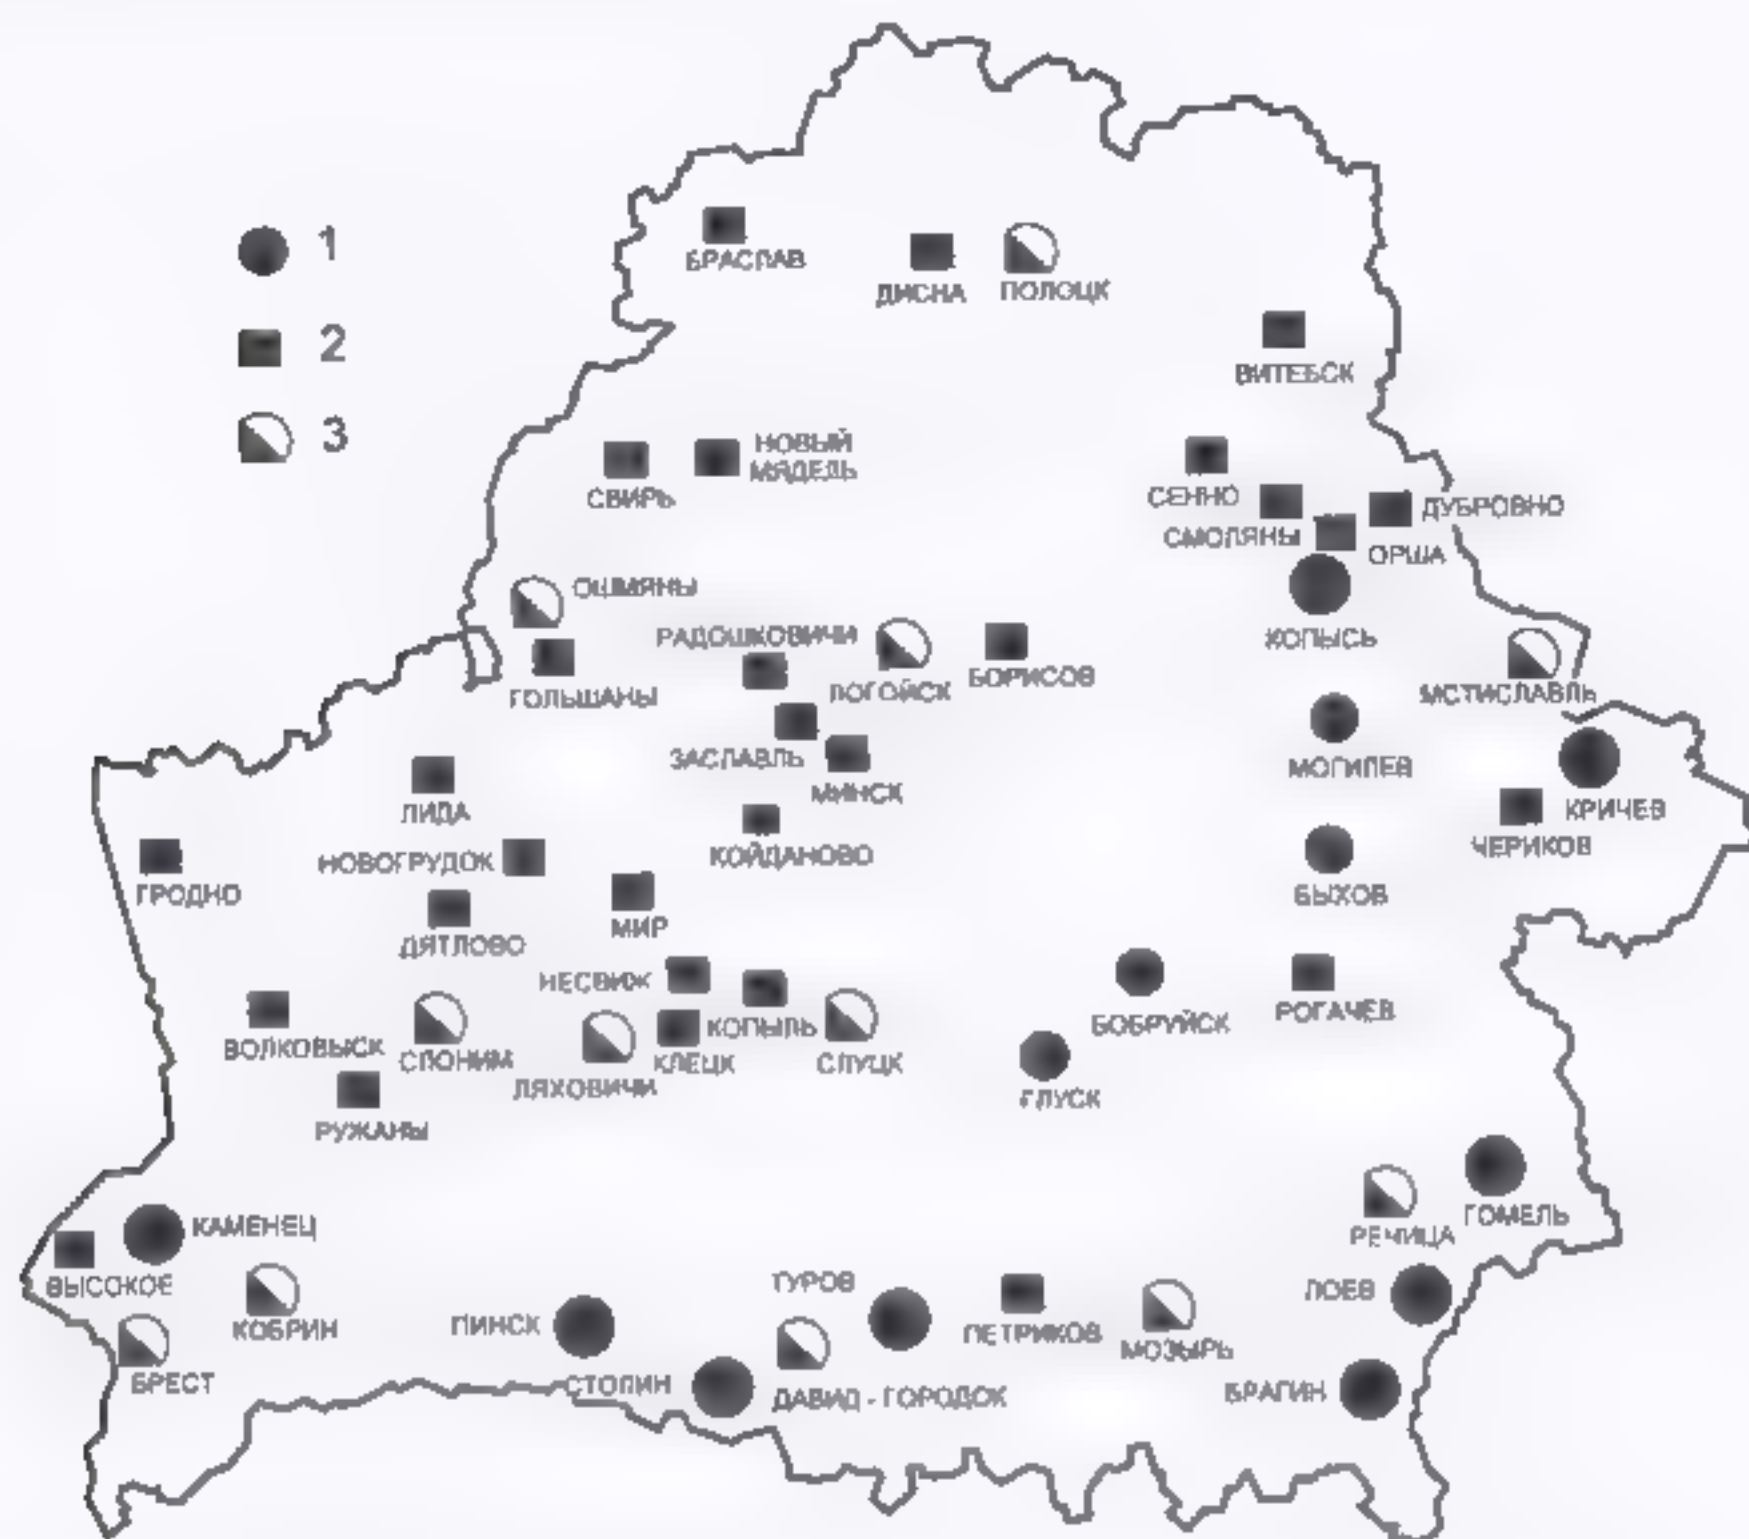 1
2
3
БРАСЛАВ
ДИСНА
ПОЛОЦК
ВИТЕБСК
НОВЫЙ
МЯДЕЛЬ
СВИРЬ
СЕННО
ДУБРОВНО
СМОЛЯНЫ
ОРША
ОШМЯНЫ
РАДОШКОВИЧИ
КОПЫСЬ
ГОЛЬШАНЫ
ЛОГОЙСК
БОРИСОВ
МСТИСЛАВЛЬ
ЗАСЛАВЛЬ
МОГИЛЕВ
МИНСК
ЛИДА
КРИЧЕВ
ЧЕРИКОВ
НОВОГРУДОК
КОЙДАНОВО
ГРОДНО
БЫХОВ
МИР
ДЯТЛОВО
НЕСВИЖ
РОГАЧЕВ
КОПЫЛЬ
БОБРУЙСК
ВОЛКОВЫСК
СЛОНИМ
КЛЕЦК
СЛУЦК
ЛЯХОВИЧИ
ГЛУСК
РУЖАНЫ
ГОМЕЛЬ
КАМЕНЕЦ
РЕЧИЦА
ВЫСОКОЕ
ТУРОВ
ЛОЕВ
КОБРИН
ПИНСК
ПЕТРИКОВ
МОЗЫРЬ
БРЕСТ
СТОЛИН
ДАВИД - ГОРОДОК
БРАГИН